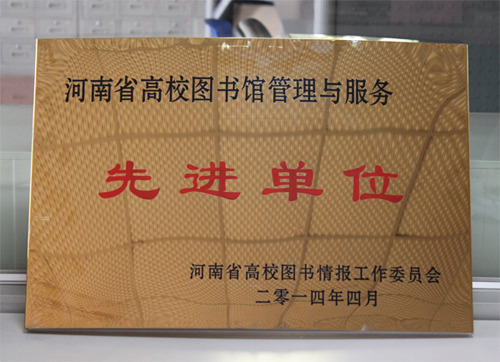 河南省高校图书馆管理与服务
先进单位
河南省高校图书情报工作委员会
二零一四年四月